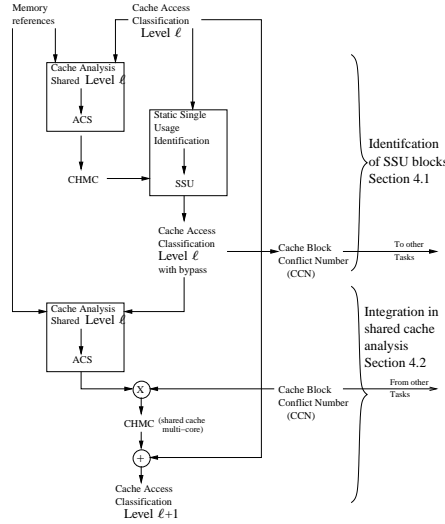 Memory
references
Cache Access
Classification
Level ℓ
Cache Analysis
Shared Level ℓ
ACS
Static Single
Usage
Identification
SSU
CHMC
Identifcation
of SSU blocks
Section 4.1
Cache Access
Classification
Level ℓ
with bypass
Cache Block
Conflict Number
(CCN)
To other
Tasks
Cache Analysis
Shared Level ℓ
ACS
Integration in
shared cache
analysis
Section 4.2
X
Cache Block
Conflict Number
(CCN)
From other
Tasks
CHMC (shared cache
multi-core)
+
Cache Access
Classification
Level ℓ+1